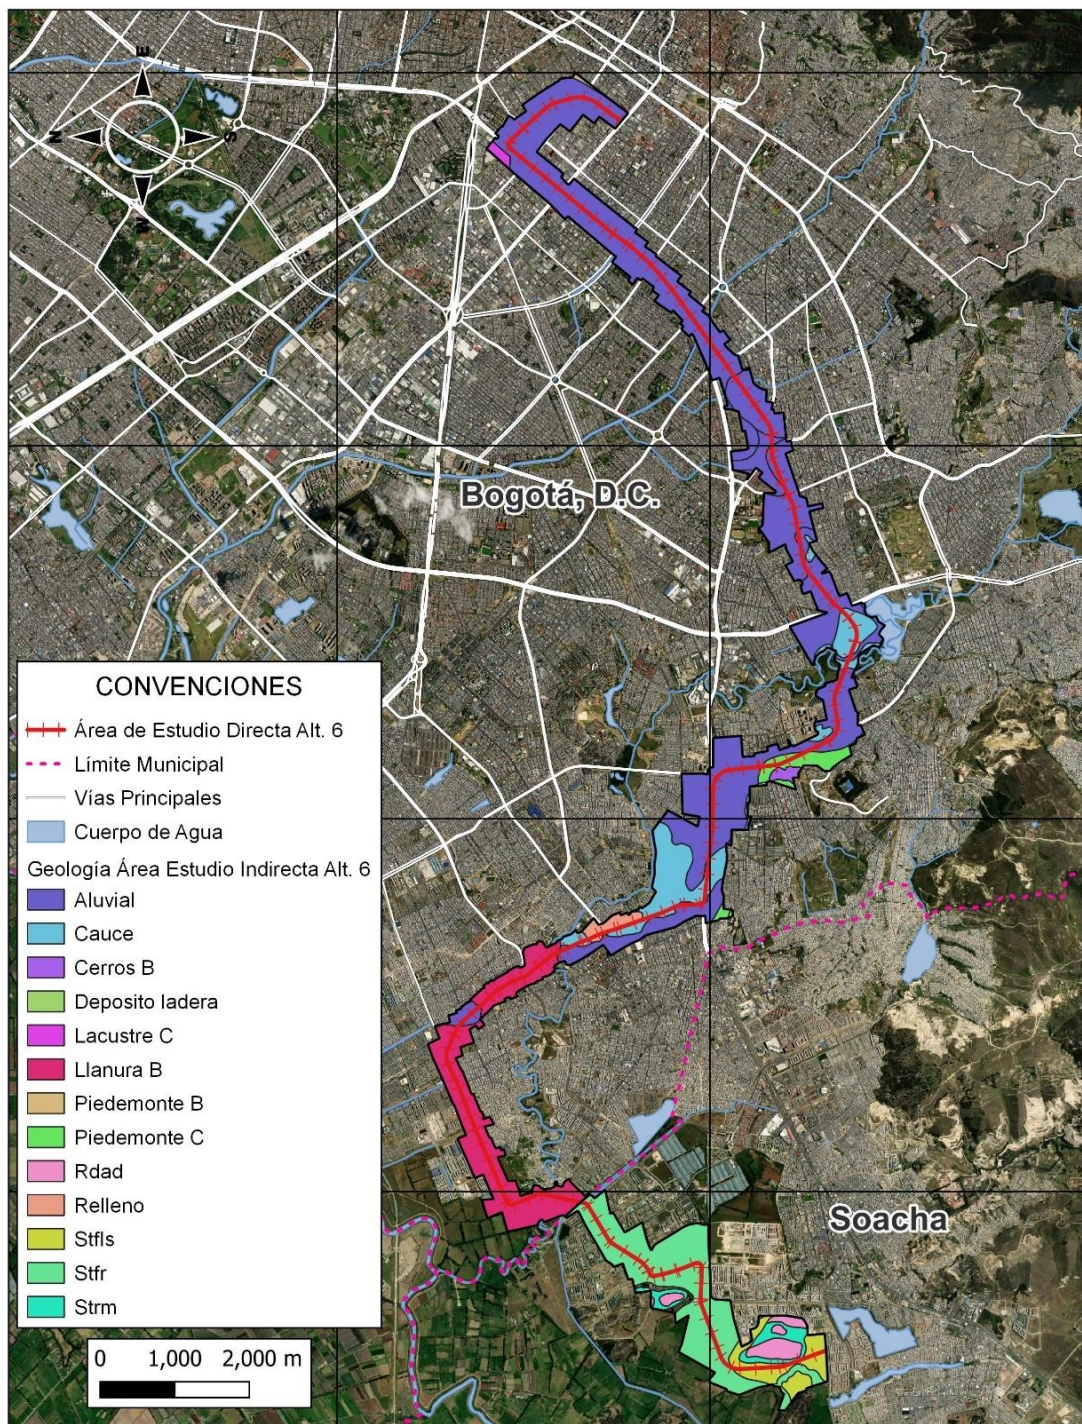 E
N
S
W
Bogotá, D.C.
CONVENCIONES
Área de Estudio Directa Alt. 6
Límite Municipal
Vías Principales
Cuerpo de Agua
Geología Área Estudio Indirecta Alt. 6
Aluvial
Cauce
Cerros B
Deposito ladera
Lacustre C
Llanura B
Piedemonte B
Piedemonte C
Rdad
Relleno
Stfls
Stfr
Strm
Soacha
0 1,000 2,000 m